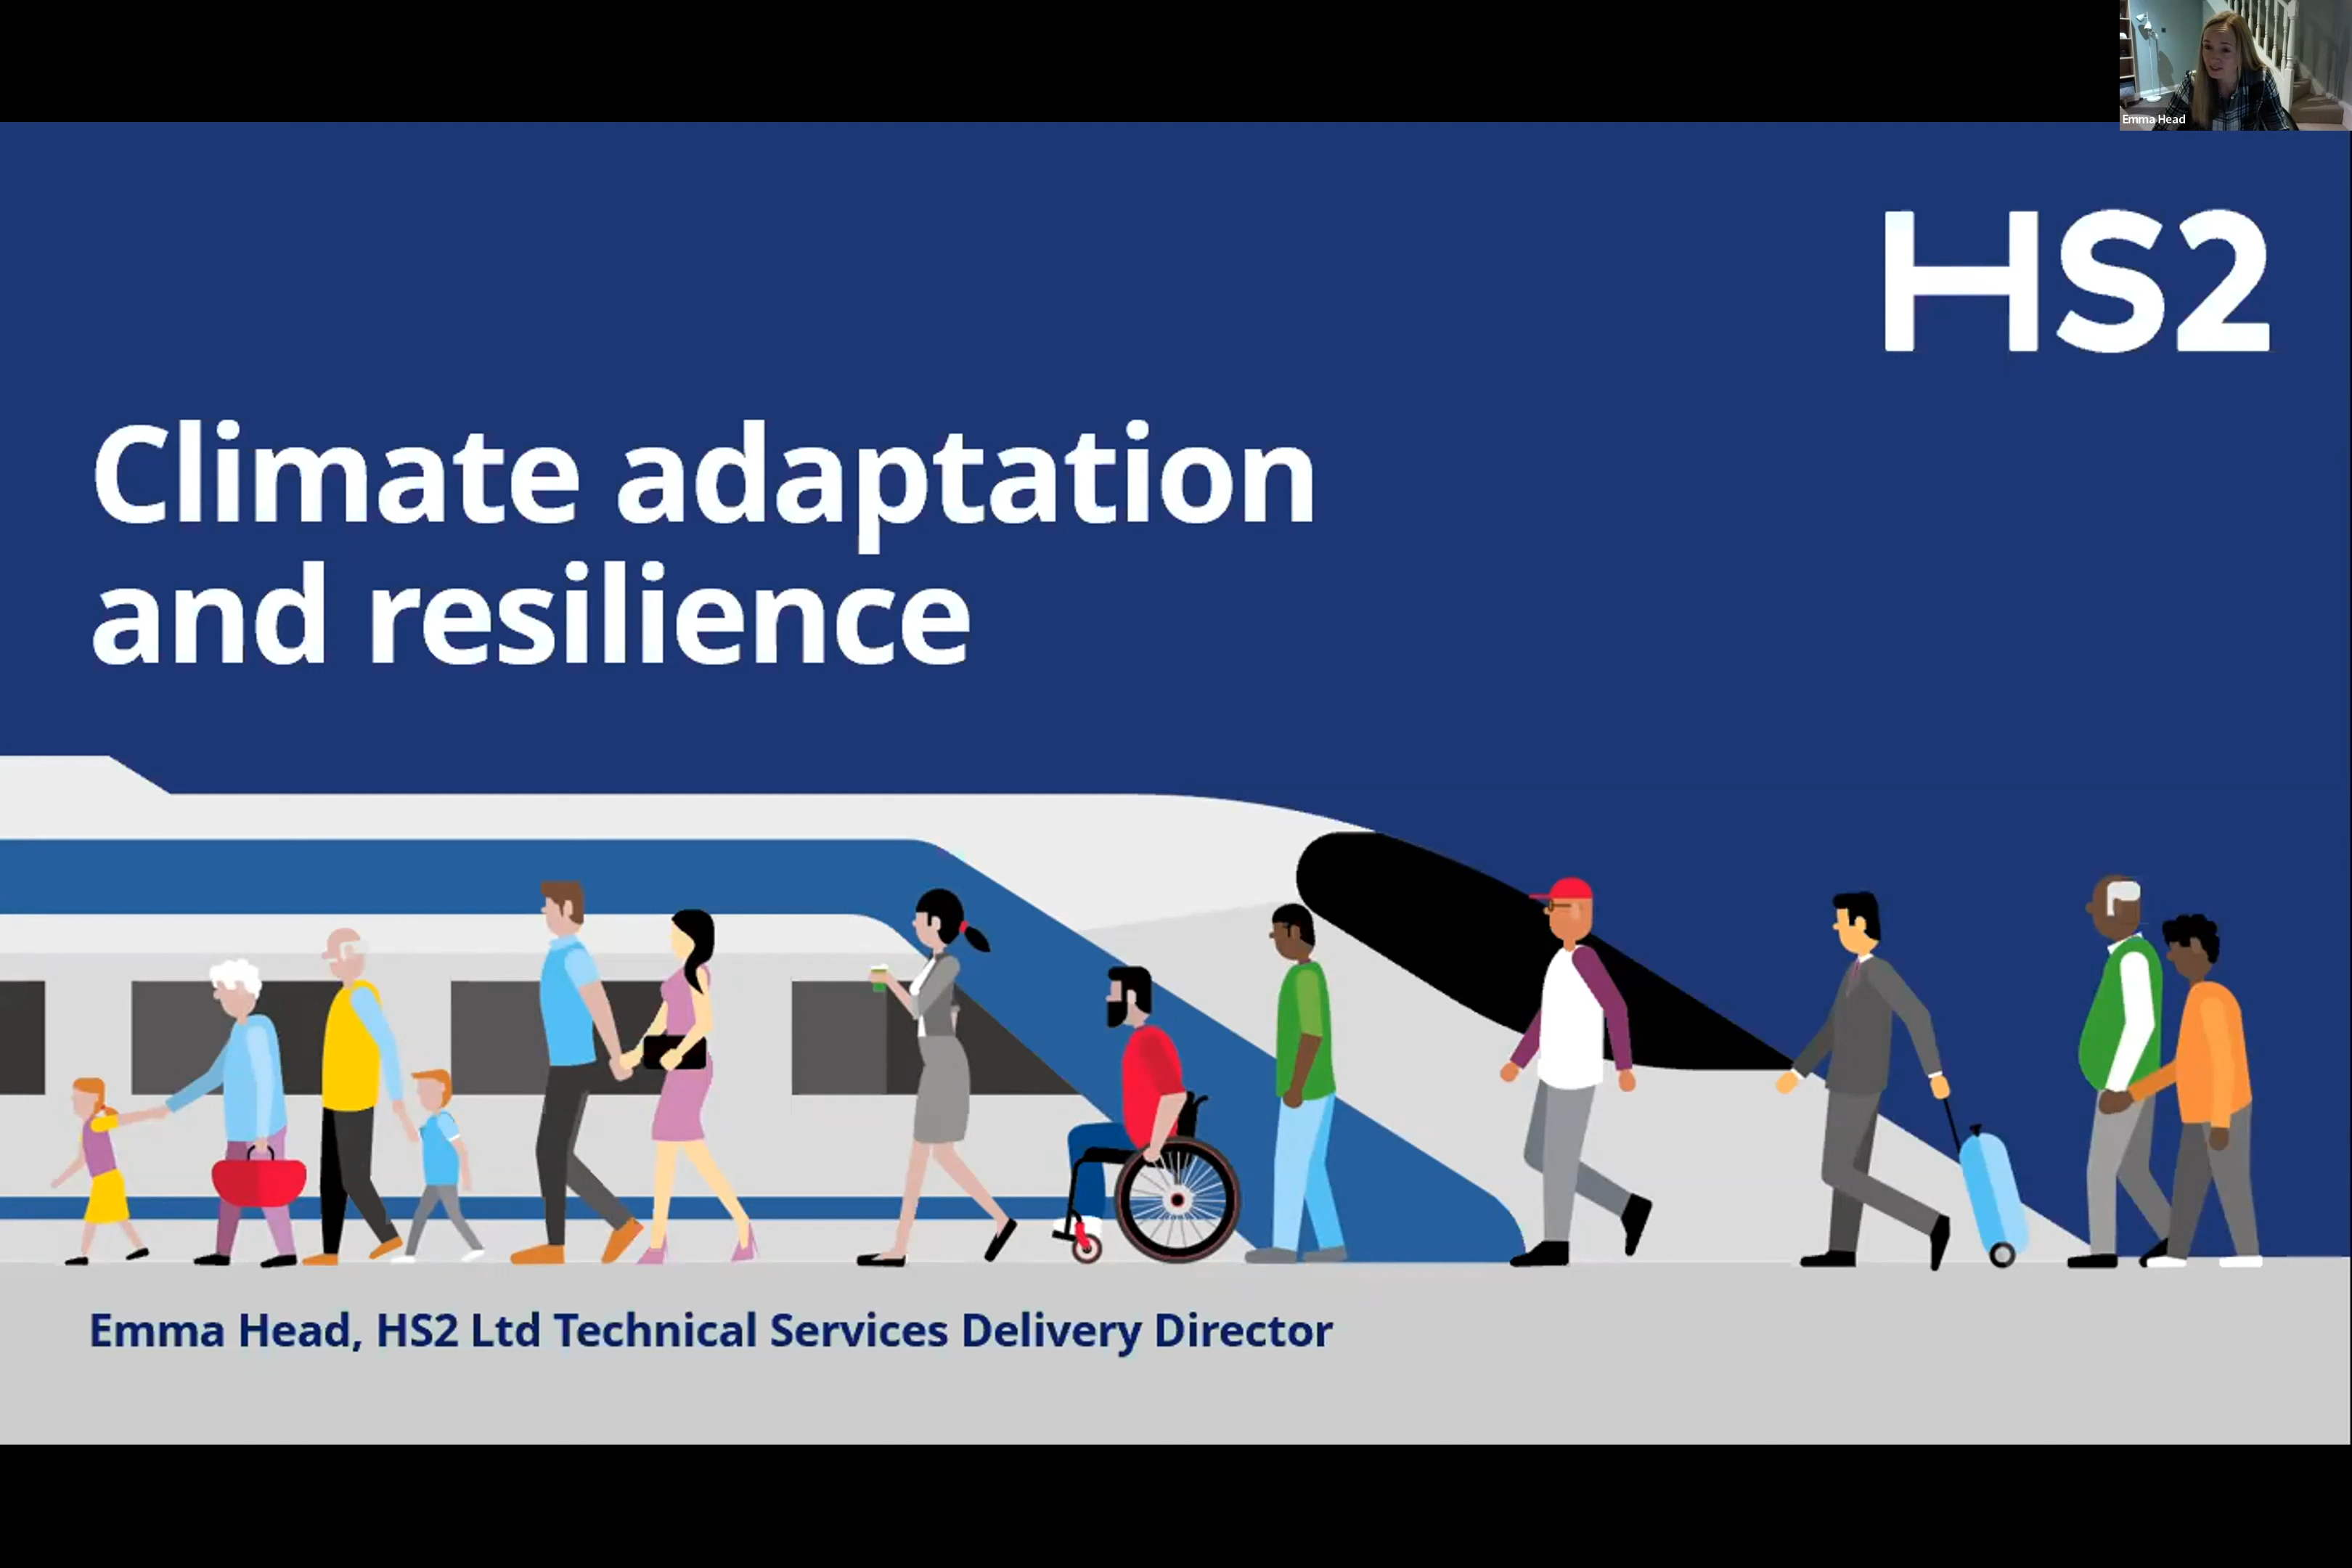 Emma Head
HS2
Climate adaptation
and resilience
Emma Head, HS2 Ltd Technical Services Delivery Director